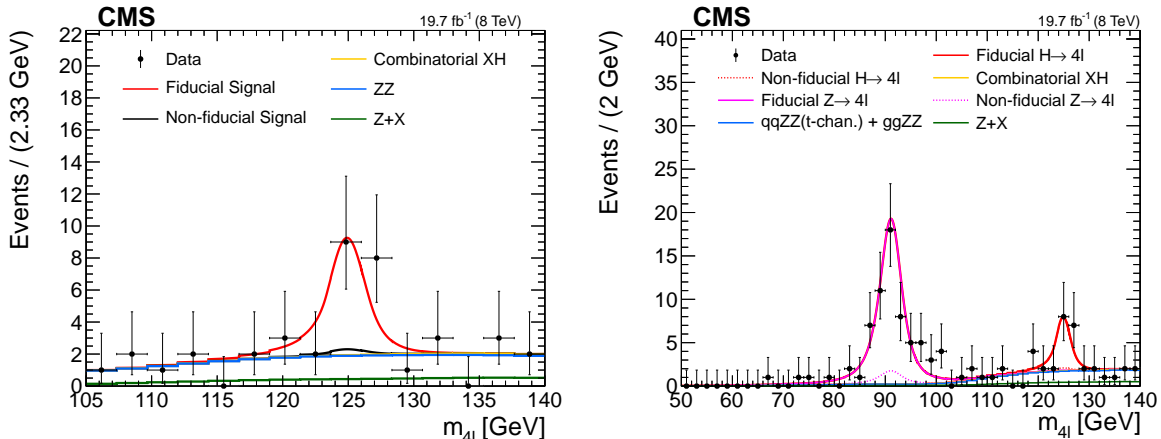 CMS
19.7 fb⁻¹ (8 TeV)
Events / (2.33 GeV)
22
20
18
16
14
12
10
8
6
4
2
0
Data
Fiducial Signal
Non-fiducial Signal
Combinatorial XH
ZZ
Z+X
105 110 115 120 125 130 135 140
m4l [GeV]
CMS
19.7 fb⁻¹ (8 TeV)
Events / (2 GeV)
40
35
30
25
20
15
10
5
0
Data
Non-fiducial H→ 4l
Fiducial Z→ 4l
qqZZ(t-chan.) + ggZZ
Fiducial H→ 4l
Combinatorial XH
Non-fiducial Z→ 4l
Z+X
50 60 70 80 90 100 110 120 130 140
m4l [GeV]